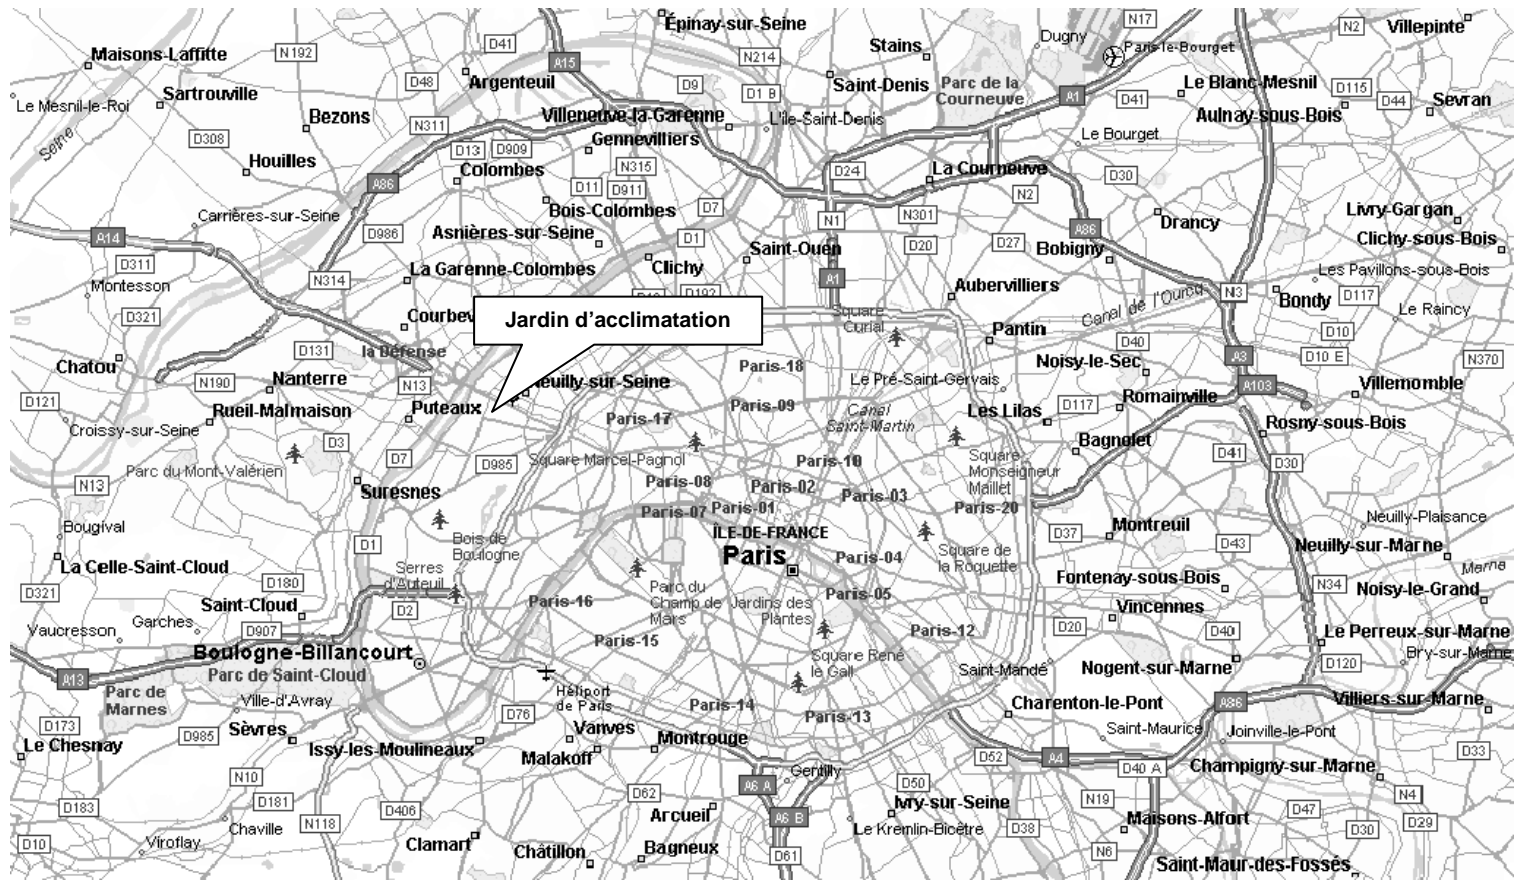 Épinay-sur-Seine
N17
Villepinte
N2
Dugny
Paris-le-Bourget
Stains
D41
N192
Maisons-Laffitte
A15
N214
Saint-Denis
Parc de la
Courneuve
Le Blanc-Mesnil
D115
D48
Argenteuil
D9
D1 B
A1
D41
D44
Sevran
Le Mesnil-le-Roi
Sartrouville
Bezons
Villeneuve-la-Garenne
L'île-Saint-Denis
Aulnay-sous-Bois
N311
Gennevilliers
Le Bourget
Seine
D308
D13
D909
Houilles
Colombes
N315
D24
La Courneuve
D30
A86
D11
D911
N2
Carrières-sur-Seine
Bois-Colombes
D7
N1
N301
Drancy
Livry-Gargan
A14
D986
Asnières-sur-Seine
D1
Saint-Ouen
D20
D27
A86
Bobigny
Clichy-sous-Bois
D311
N314
La Garenne-Colombes
Clichy
A1
Les Pavillons-sous-Bois
Montesson
Aubervilliers
Canal de l'Ourcq
N3
Bondy
D117
D321
Jardin d'acclimatation
Square
Curial
Pantin
Le Raincy
D10
la Défense
D131
D40
A3
D10 E
N370
Chatou
Noisy-le-Sec
Nanterre
N190
N13
Neuilly-sur-Seine
Paris-18
Le Pré-Saint-Gervais
A103
Villemomble
D121
Rueil-Malmaison
Puteaux
Paris-17
Paris-09
Canal
Saint-Martin
Les Lilas
D117
Romainville
Croissy-sur-Seine
Rosny-sous-Bois
D3
Bagnolet
Parc du Mont-Valérien
D7
D985
Square Marcel-Pagnol
Paris-10
Square
Monseigneur
Maillet
D41
D30
N13
Suresnes
Paris-08
Paris-02
Paris-03
Paris-07
Paris-01
Paris-20
Bougival
ÎLE-DE-FRANCE
Montreuil
Neuilly-Plaisance
D1
Bois-de
Boulogne
Paris
D37
D43
Neuilly-sur-Marne
La Celle-Saint-Cloud
Serres
d'Auteuil
Paris-04
Square de
la Roquette
Marne
D321
D180
Parc du
Champ de
Mars
Fontenay-sous-Bois
N34
Noisy-le-Grand
Saint-Cloud
D2
Paris-16
Jardins des
Plantes
Paris-05
Vincennes
Vaucresson
Garches
D907
Paris-15
Paris-12
D20
D40
Le Perreux-sur-Marne
Boulogne-Billancourt
Square René
le Gall
Saint-Mandé
D120
Bry-sur-Marne
A13
Parc de Saint-Cloud
Nogent-sur-Marne
Parc de
Marnes
Héliport
de Paris
Ville-d'Avray
Paris-14
Charenton-le-Pont
A86
Villiers-sur-Marne
D173
D76
Paris-13
Sèvres
D985
Vanves
Saint-Maurice
Joinville-le-Pont
Le Chesnay
Issy-les-Moulineaux
Malakoff
Montrouge
D52
A4
D40 A
D33
Champigny-sur-Marne
N10
Gentilly
A6 A
D50
D183
D181
D406
D62
Ivry-sur-Seine
N19
N4
N118
Arcueil
A6 B
D47
Chaville
Le Kremlin-Bicêtre
D38
Maisons-Alfort
D30
D29
D10
Viroflay
Clamart
Châtillon
Bagneux
D61
N6
Saint-Maur-des-Fossés